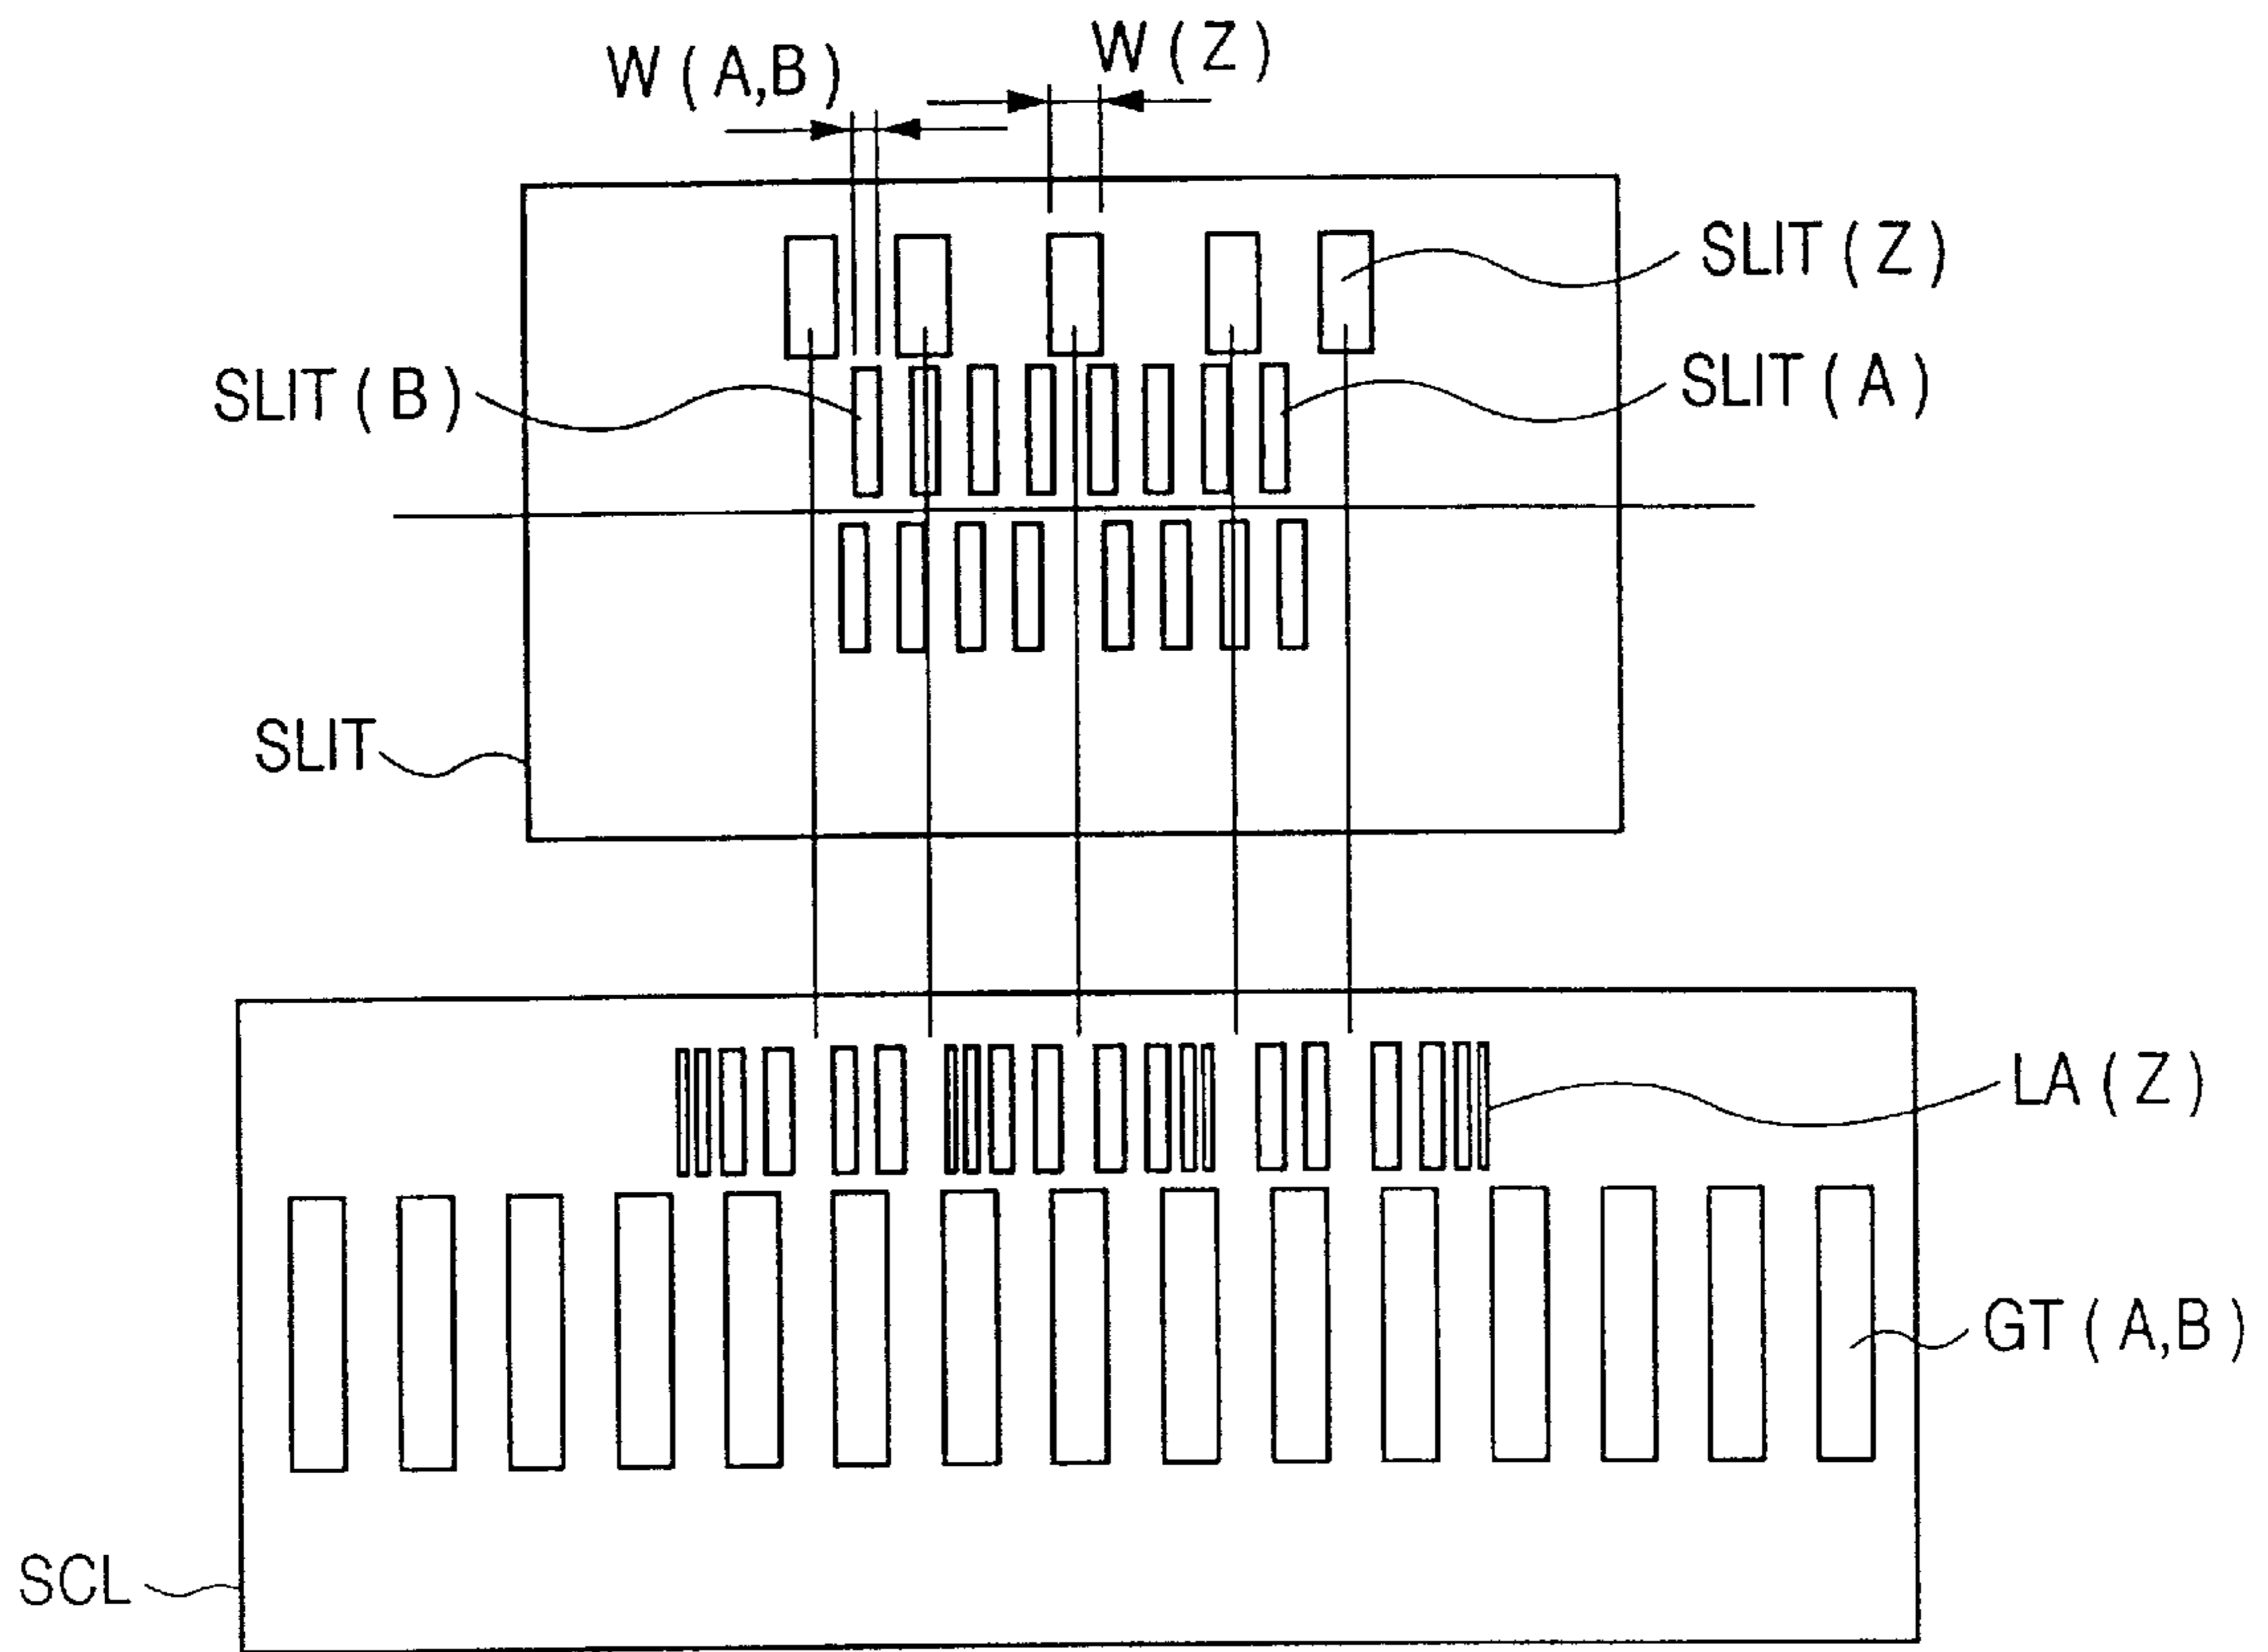 W(Z)
W(A,B)
SLIT(Z)
SLIT(B)
SLIT(A)
SLIT
LA(Z)
GT(A,B)
SCL